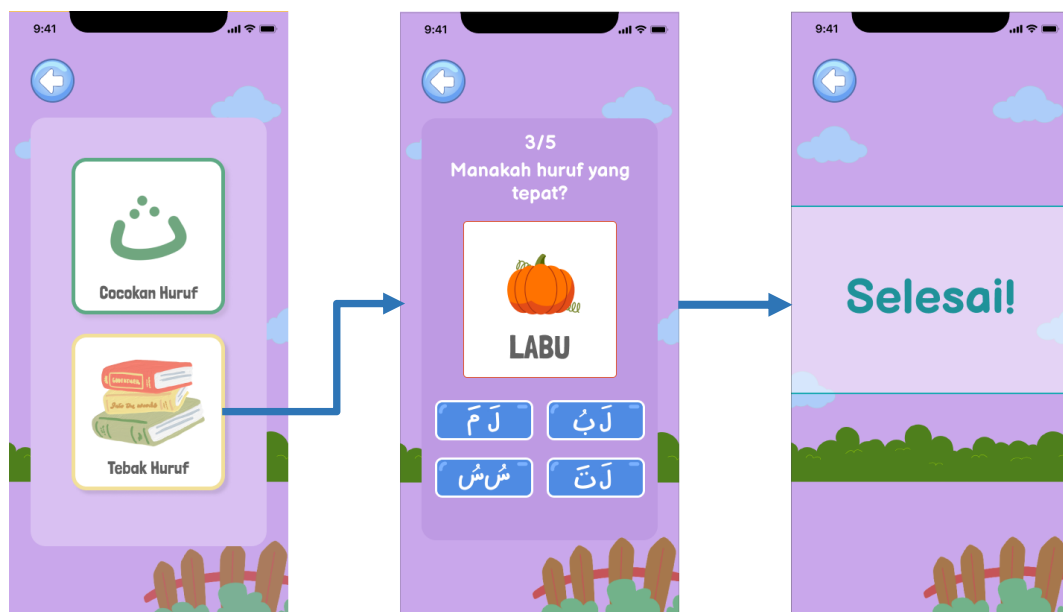 9:41
Cocokan Huruf
Tebak Huruf
9:41
3/5
Manakah huruf yang
tepat?
LABU
لَ مَ
لَ بُ
سُ سُ
لَ تَ
9:41
Selesai!